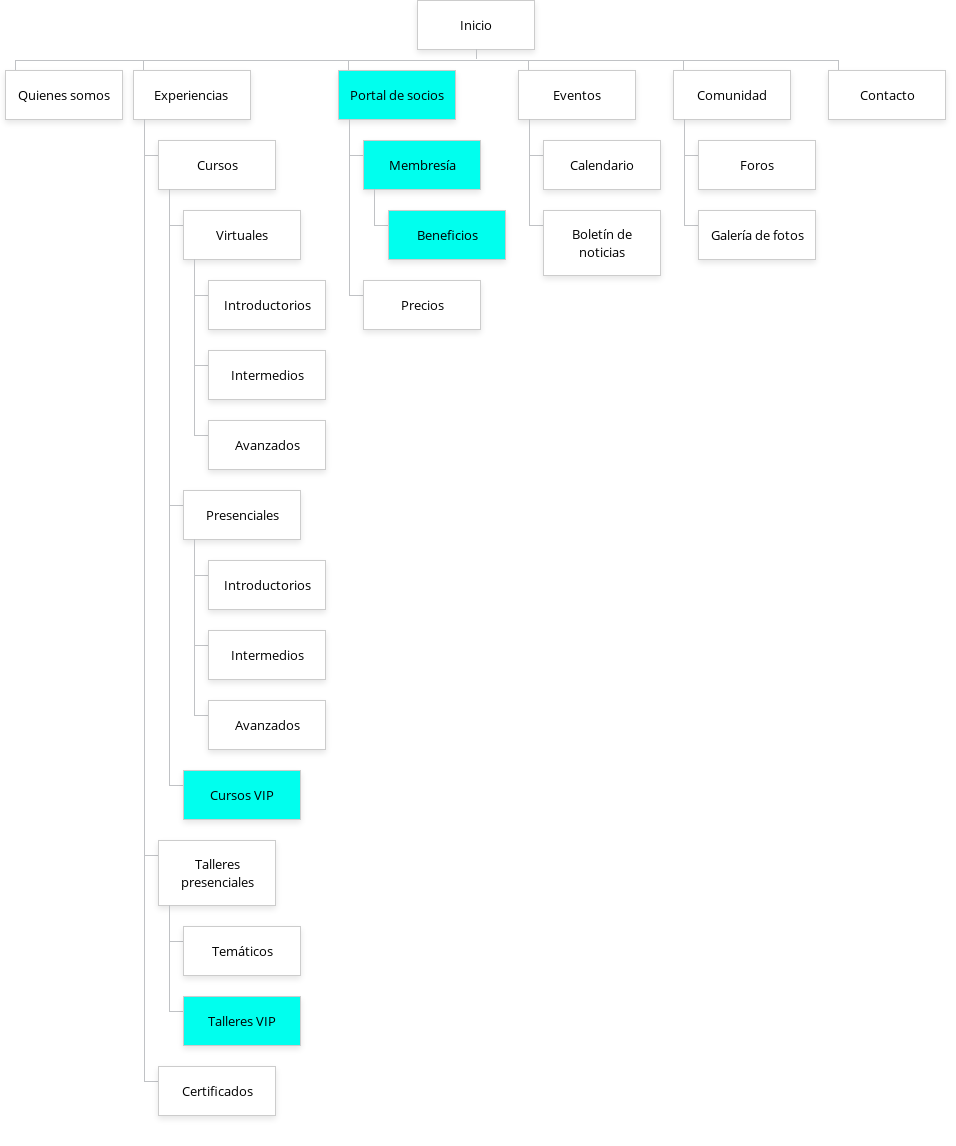 Inicio
Quienes somos
Experiencias
Portal de socios
Eventos
Comunidad
Contacto
Cursos
Virtuales
Introductorios
Intermedios
Avanzados
Presenciales
Introductorios
Intermedios
Avanzados
Cursos VIP
Talleres
presenciales
Temáticos
Talleres VIP
Certificados
Membresía
Beneficios
Precios
Calendario
Boletín de
noticias
Foros
Galería de fotos